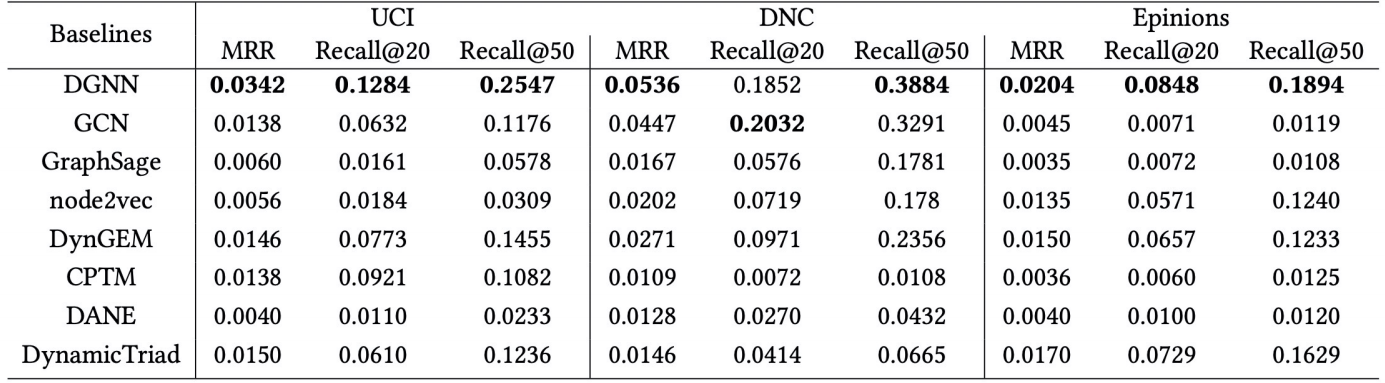 Baselines UCI DNC Epinions
MRR Recall@20 Recall@50 MRR Recall@20 Recall@50 MRR Recall@20 Recall@50
DGNN 0.0342 0.1284 0.2547 0.0536 0.1852 0.3884 0.0204 0.0848 0.1894
GCN 0.0138 0.0632 0.1176 0.0447 0.2032 0.3291 0.0045 0.0071 0.0119
GraphSage 0.0060 0.0161 0.0578 0.0167 0.0576 0.1781 0.0035 0.0072 0.0108
node2vec 0.0056 0.0184 0.0309 0.0202 0.0719 0.178 0.0135 0.0571 0.1240
DynGEM 0.0146 0.0773 0.1455 0.0271 0.0971 0.2356 0.0150 0.0657 0.1233
CPTM 0.0138 0.0921 0.1082 0.0109 0.0072 0.0108 0.0036 0.0060 0.0125
DANE 0.0040 0.0110 0.0233 0.0128 0.0270 0.0432 0.0040 0.0100 0.0120
DynamicTriad 0.0150 0.0610 0.1236 0.0146 0.0414 0.0665 0.0170 0.0729 0.1629